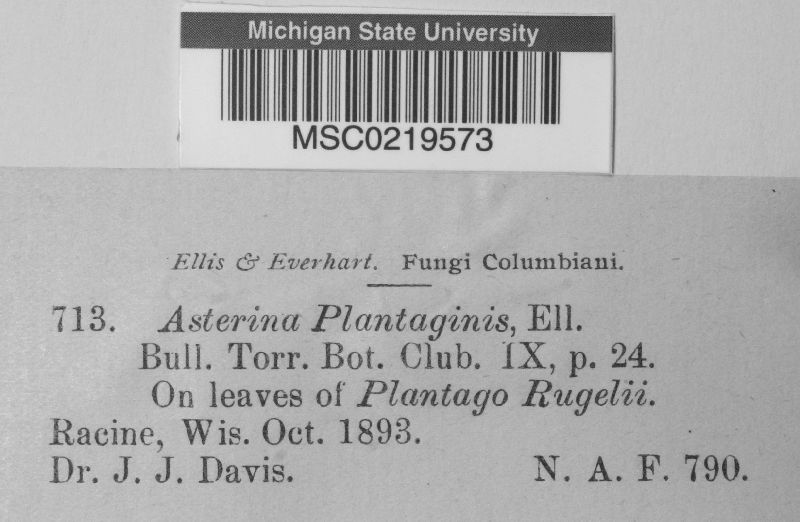 Michigan State University
MSC0219573
Ellis & Everhart. Fungi Columbiani.
713. Asterina Plantaginis, Ell.
Bull. Torr. Bot. Club. IX, p. 24.
On leaves of Plantago Rugelii.
Racine, Wis. Oct. 1893.
Dr. J. J. Davis. N. A. F. 790.